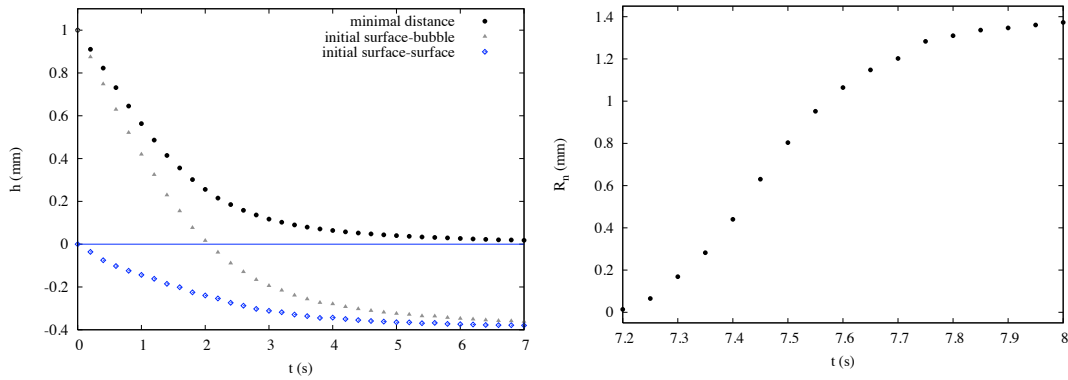 minimal distance
initial surface-bubble
initial surface-surface
1
0.8
0.6
0.4
0.2
0
-0.2
-0.4
h (mm)
0 1 2 3 4 5 6 7
t (s)
1.4
1.2
1
0.8
0.6
0.4
0.2
0
Rn (mm)
7.2 7.3 7.4 7.5 7.6 7.7 7.8 7.9 8
t (s)